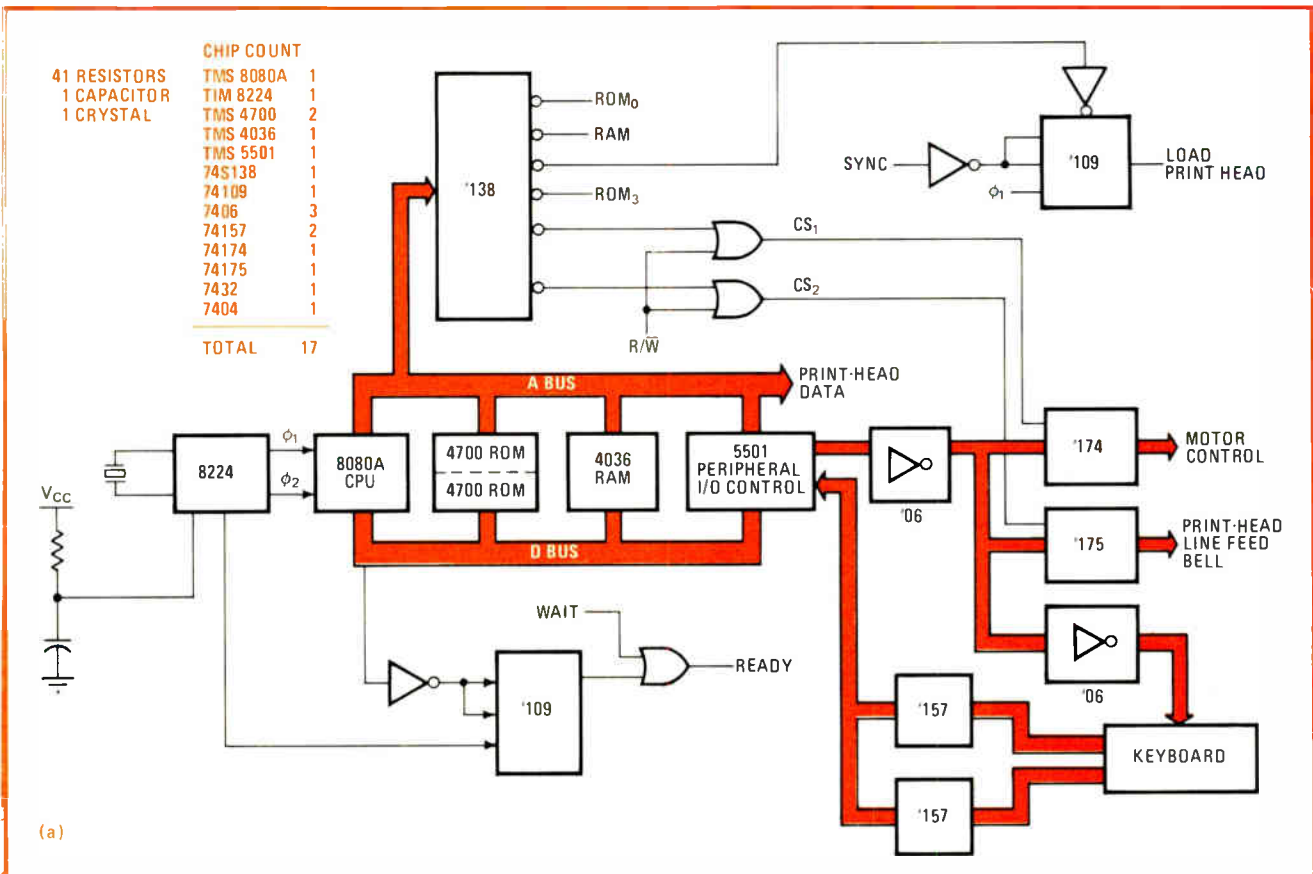 CHIP COUNT
41 RESISTORS
1 CAPACITOR
1 CRYSTAL
TMS 8080A 1
TIM 8224 1
TMS 4700 2
TMS 4036 1
TMS 5501 1
74S138 1
74109 1
7406 3
74157 2
74174 1
74175 1
7432 1
7404 1
TOTAL 17
'138
ROM₀
RAM
ROM₃
SYNC
ϕ₁
'109
LOAD
PRINT HEAD
CS₁
CS₂
R/W̅
A BUS
PRINT-HEAD
DATA
VCC
8224
ϕ₁
ϕ₂
8080A
CPU
4700 ROM
4700 ROM
4036
RAM
5501
PERIPHERAL
I/O CONTROL
'06
'174
MOTOR
CONTROL
'175
PRINT-HEAD
LINE FEED
BELL
D BUS
WAIT
READY
'109
'06
'157
'157
KEYBOARD
(a)